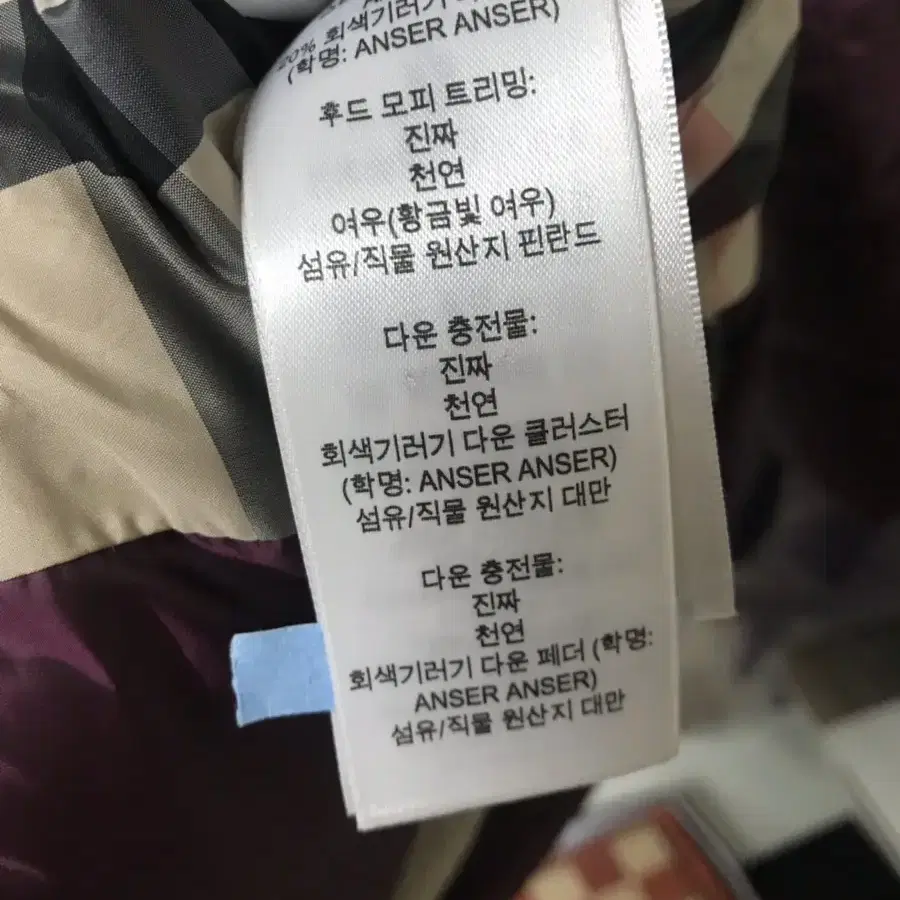 20% 회색기러기
(학명: ANSER ANSER)
후드 모피 트리밍:
진짜
천연
여우(황금빛 여우)
섬유/직물 원산지 핀란드
다운 충전물:
진짜
천연
회색기러기 다운 클러스터
(학명: ANSER ANSER)
섬유/직물 원산지 대만
다운 충전물:
진짜
천연
회색기러기 다운 페더 (학명:
ANSER ANSER)
섬유/직물 원산지 대만